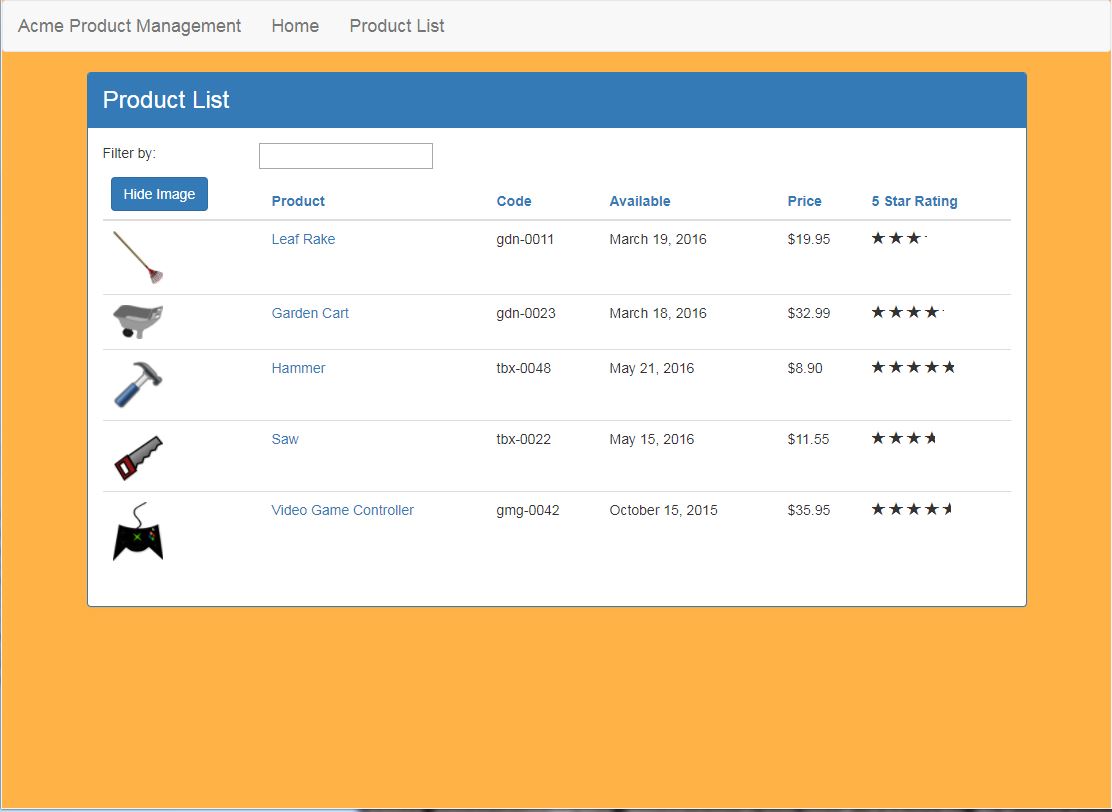 Acme Product Management Home Product List
Product List
Filter by:
Hide Image Product Code Available Price 5 Star Rating
Leaf Rake gdn-0011 March 19, 2016 $19.95
Garden Cart gdn-0023 March 18, 2016 $32.99
Hammer tbx-0048 May 21, 2016 $8.90
Saw tbx-0022 May 15, 2016 $11.55
Video Game Controller gmg-0042 October 15, 2015 $35.95